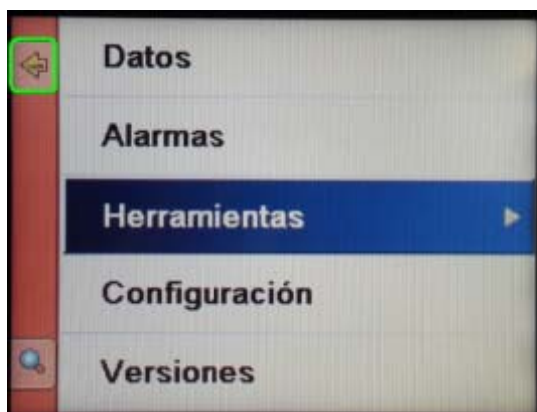 Datos
Alarmas
Herramientas
Configuración
Versiones